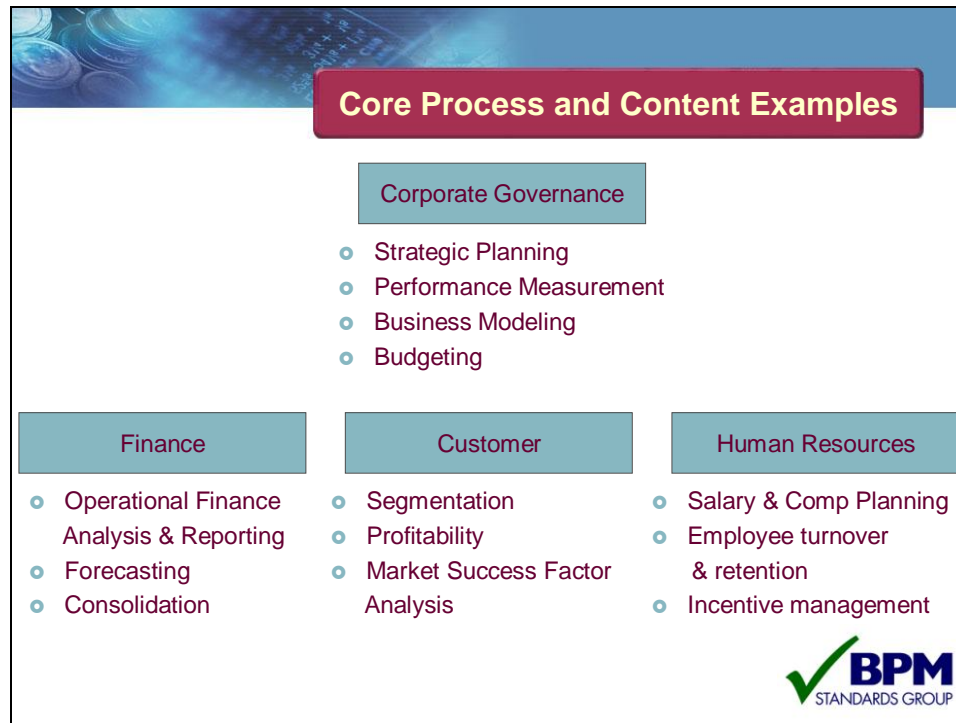 Core Process and Content Examples
Corporate Governance
Strategic Planning
Performance Measurement
Business Modeling
Budgeting
Finance
Operational Finance
Analysis & Reporting
Forecasting
Consolidation
Customer
Segmentation
Profitability
Market Success Factor
Analysis
Human Resources
Salary & Comp Planning
Employee turnover
& retention
Incentive management
BPM
STANDARDS GROUP